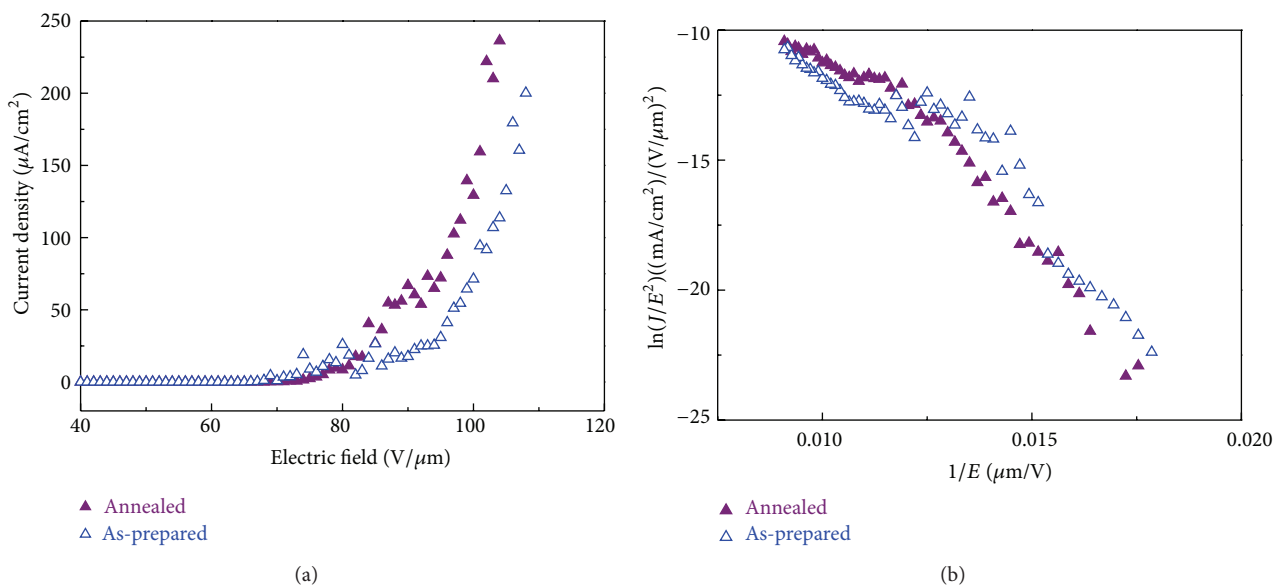 250
200
150
100
50
0
Current density (μA/cm²)
40 60 80 100 120
Electric field (V/μm)
Annealed
As-prepared
(a)
−10
−15
−20
−25
ln(J/E²)((mA/cm²)/(V/μm)²)
0.010 0.015 0.020
1/E (μm/V)
Annealed
As-prepared
(b)